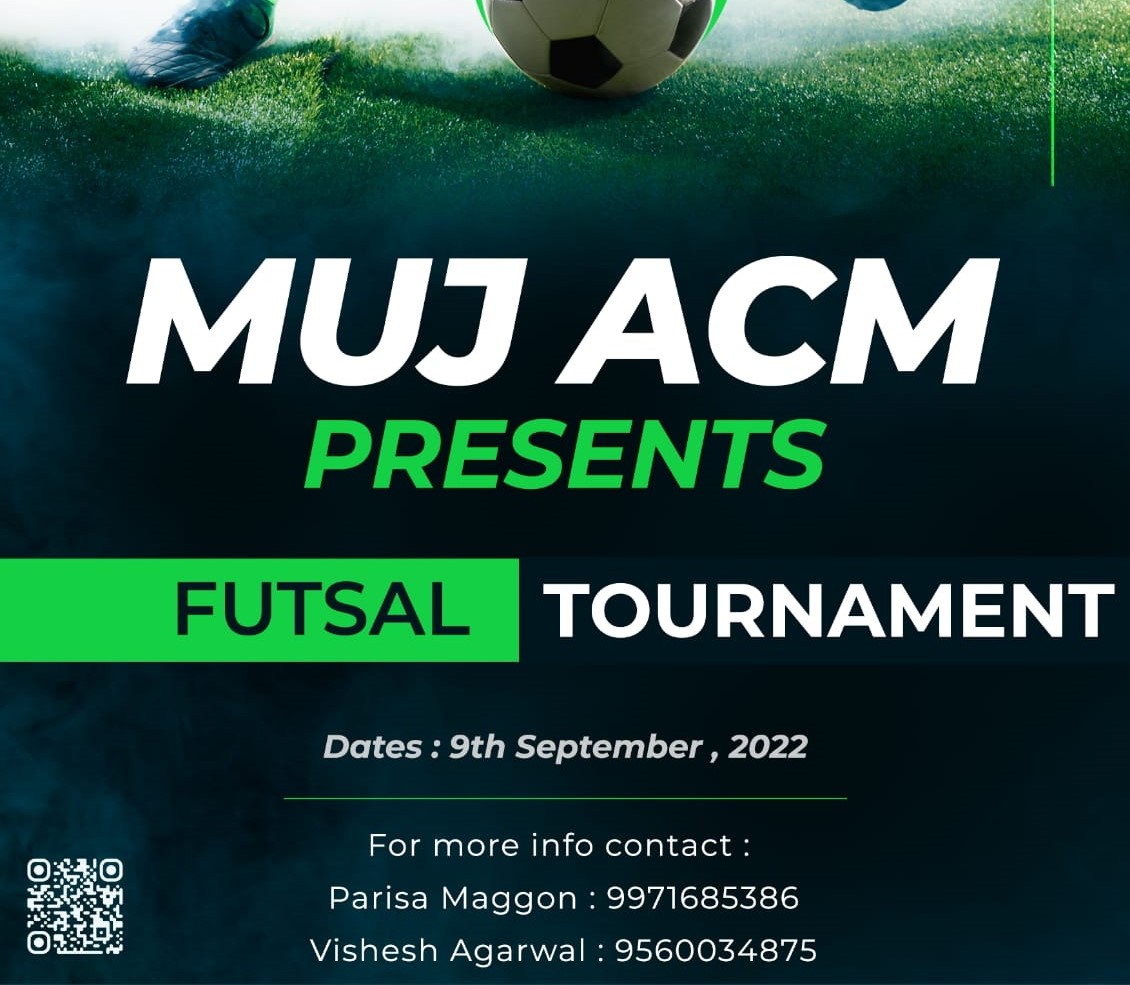 MUJ ACM
PRESENTS
FUTSAL TOURNAMENT
Dates : 9th September , 2022
For more info contact :
Parisa Maggon : 9971685386
Vishesh Agarwal : 9560034875